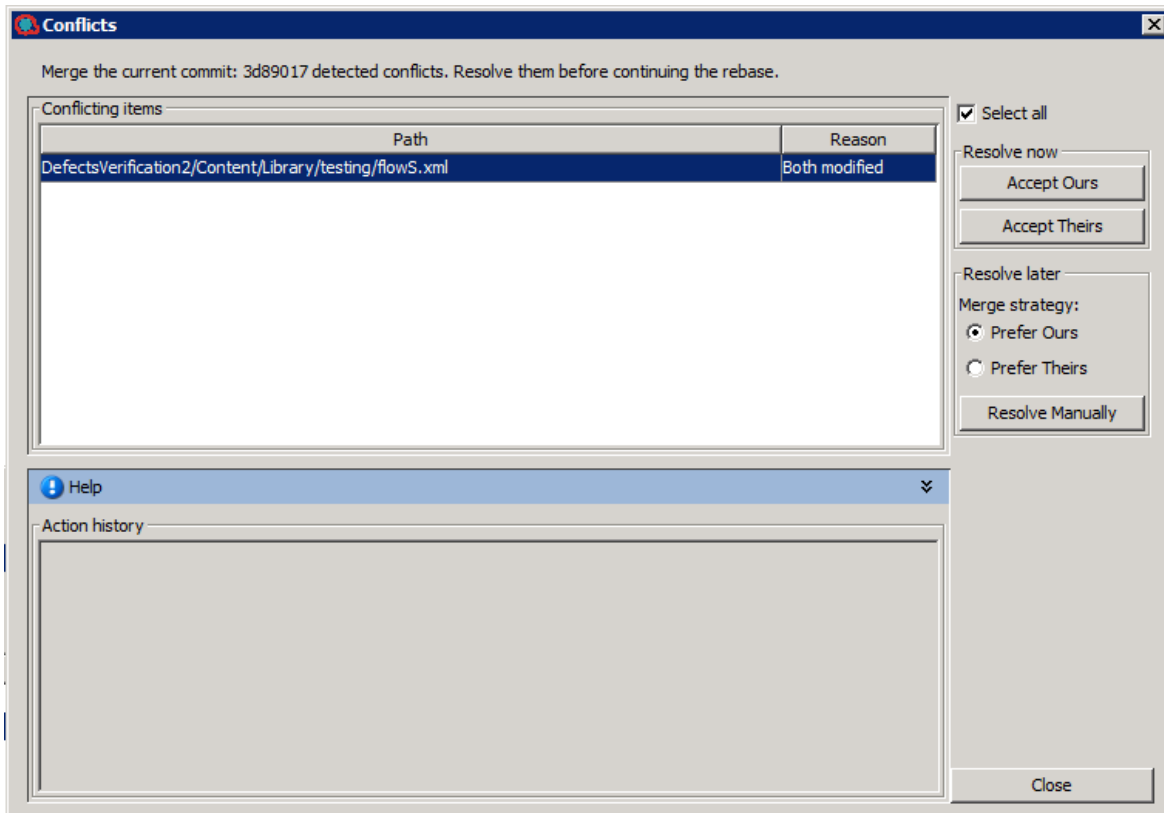 Conflicts
Merge the current commit: 3d89017 detected conflicts. Resolve them before continuing the rebase.
Conflicting items
Path Reason
DefectsVerification2/Content/Library/testing/flowS.xml Both modified
Select all
Resolve now
Accept Ours
Accept Theirs
Resolve later
Merge strategy:
Prefer Ours
Prefer Theirs
Resolve Manually
Help
Action history
Close